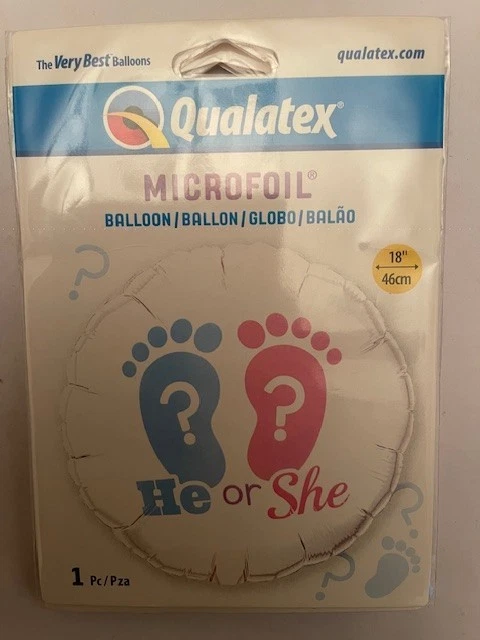 The Very Best Balloons
qualatex.com
Qualatex®
MICROFOIL®
BALLOON/BALLON/GLOBO/BALÃO
?
18"
46cm
? ?
He or She
?
?
1 Pc/Pza